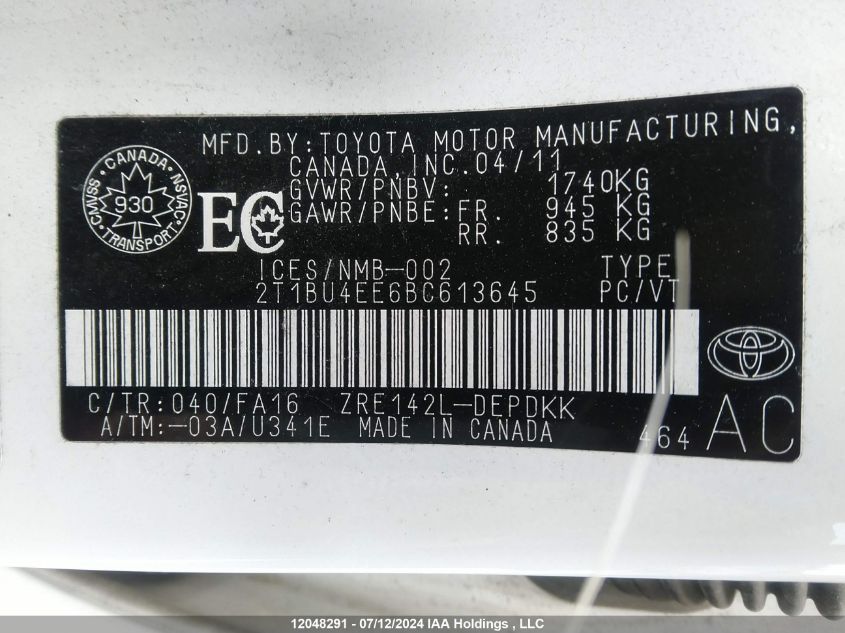 MFD.BY:TOYOTA MOTOR MANUFACTURING,
CANADA,INC.04/11
GVWR/PNBV: 1740KG
GAWR/PNBE:FR. 945 KG
RR. 835 KG
CANADA
CMVSS 930 NSVAC
TRANSPORT
EC
ICES/NMB-002 TYPE
2T1BU4EE6BC613645 PC/VT
C/TR:040/FA16 ZRE142L-DEPDKK
A/TM:-03A/U341E MADE IN CANADA 464 AC
12048291 - 07/12/2024 IAA Holdings , LLC